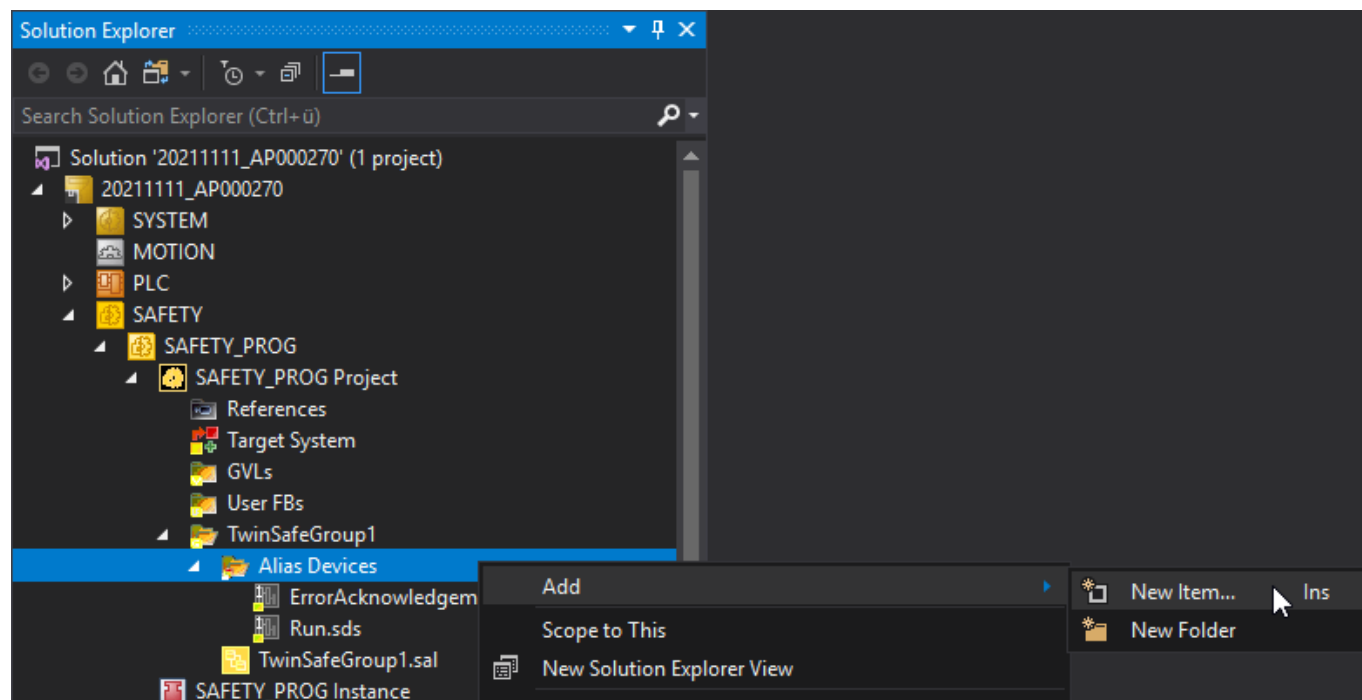 Solution Explorer
Search Solution Explorer (Ctrl+ü)
Solution '20211111_AP000270' (1 project)
20211111_AP000270
SYSTEM
MOTION
PLC
SAFETY
SAFETY_PROG
SAFETY_PROG Project
References
Target System
GVLs
User FBs
TwinSafeGroup1
Alias Devices
ErrorAcknowledgem
Run.sds
TwinSafeGroup1.sal
SAFETY_PROG Instance
Add
Scope to This
New Solution Explorer View
New Item... Ins
New Folder